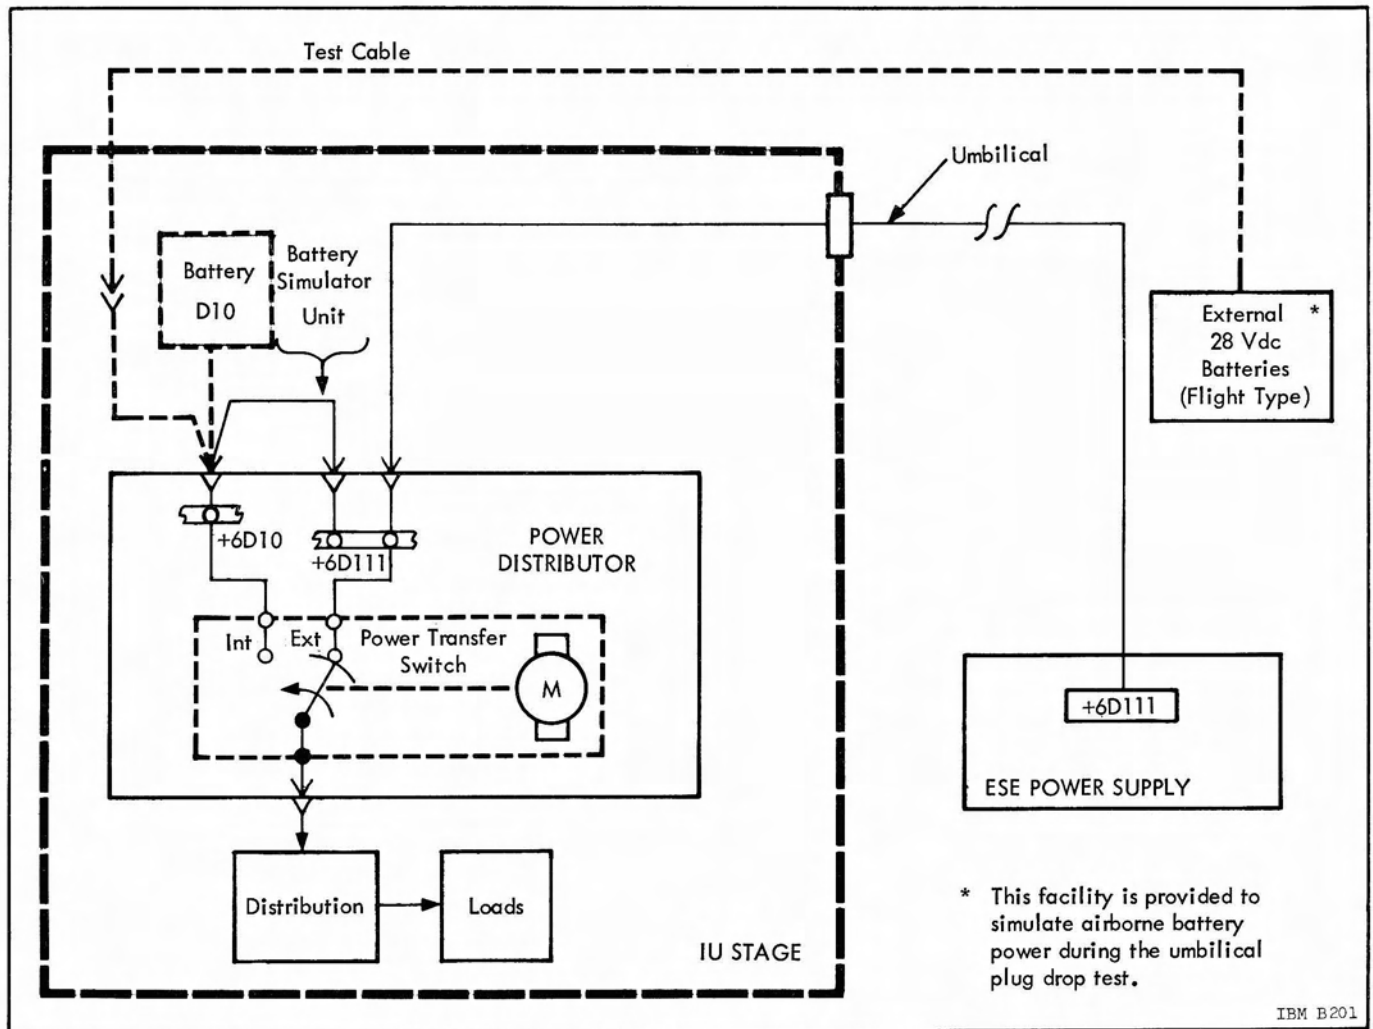 Test Cable
Umbilical
Battery
D10
Battery
Simulator
Unit
External *
28 Vdc
Batteries
(Flight Type)
+6D10
+6D111
POWER
DISTRIBUTOR
Int
Ext
Power Transfer
Switch
M
+6D111
ESE POWER SUPPLY
Distribution
Loads
IU STAGE
* This facility is provided to
simulate airborne battery
power during the umbilical
plug drop test.
IBM B201